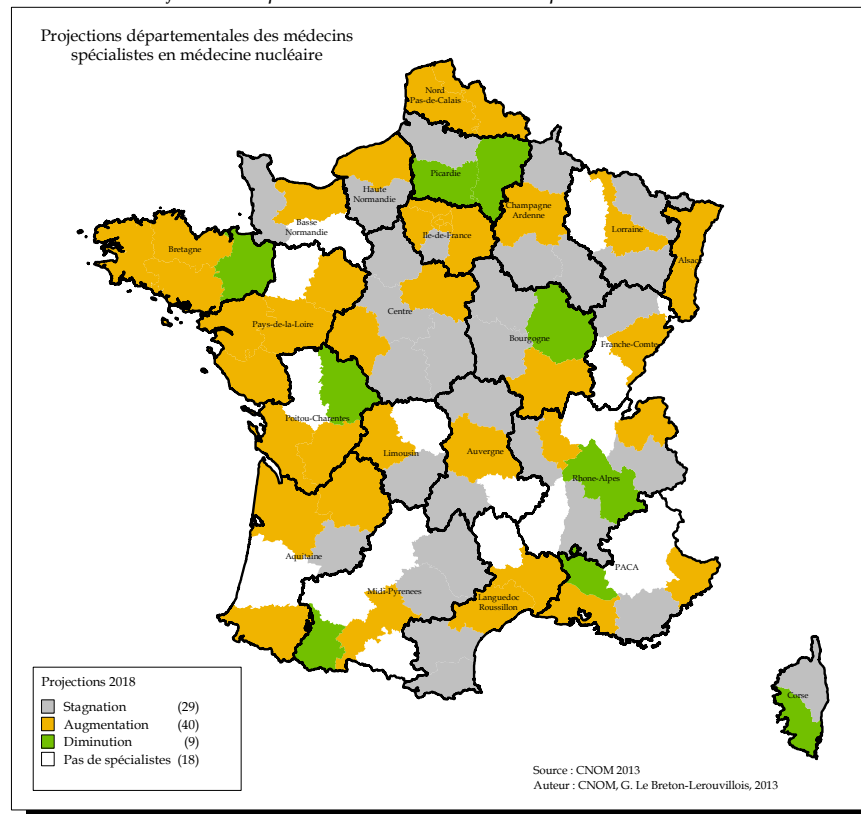 Projections départementales des médecins
spécialistes en médecine nucléaire
Nord
Pas-de-Calais
Picardie
Haute
Normandie
Basse
Normandie
Champagne
Ardenne
Lorraine
Ile-de-France
Alsace
Bretagne
Centre
Pays-de-la-Loire
Bourgogne
Franche-Comte
Poitou-Charentes
Limousin
Auvergne
Rhone-Alpes
Aquitaine
PACA
Midi-Pyrenees
Languedoc
Roussillon
Corse
Projections 2018
Stagnation (29)
Augmentation (40)
Diminution (9)
Pas de spécialistes (18)
Source : CNOM 2013
Auteur : CNOM, G. Le Breton-Lerouvillois, 2013